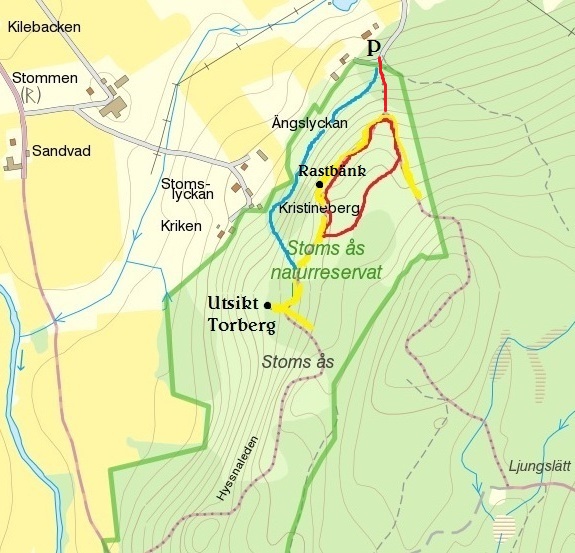 Kilebacken
P
Stommen
(R)
Ängslyckan
Sandvad
Rastbänk
Stoms-
lyckan
Kristineberg
Kriken
Stoms ås
naturreservat
Utsikt
Torberg
Stoms ås
Hyssnaleden
Ljungslätt